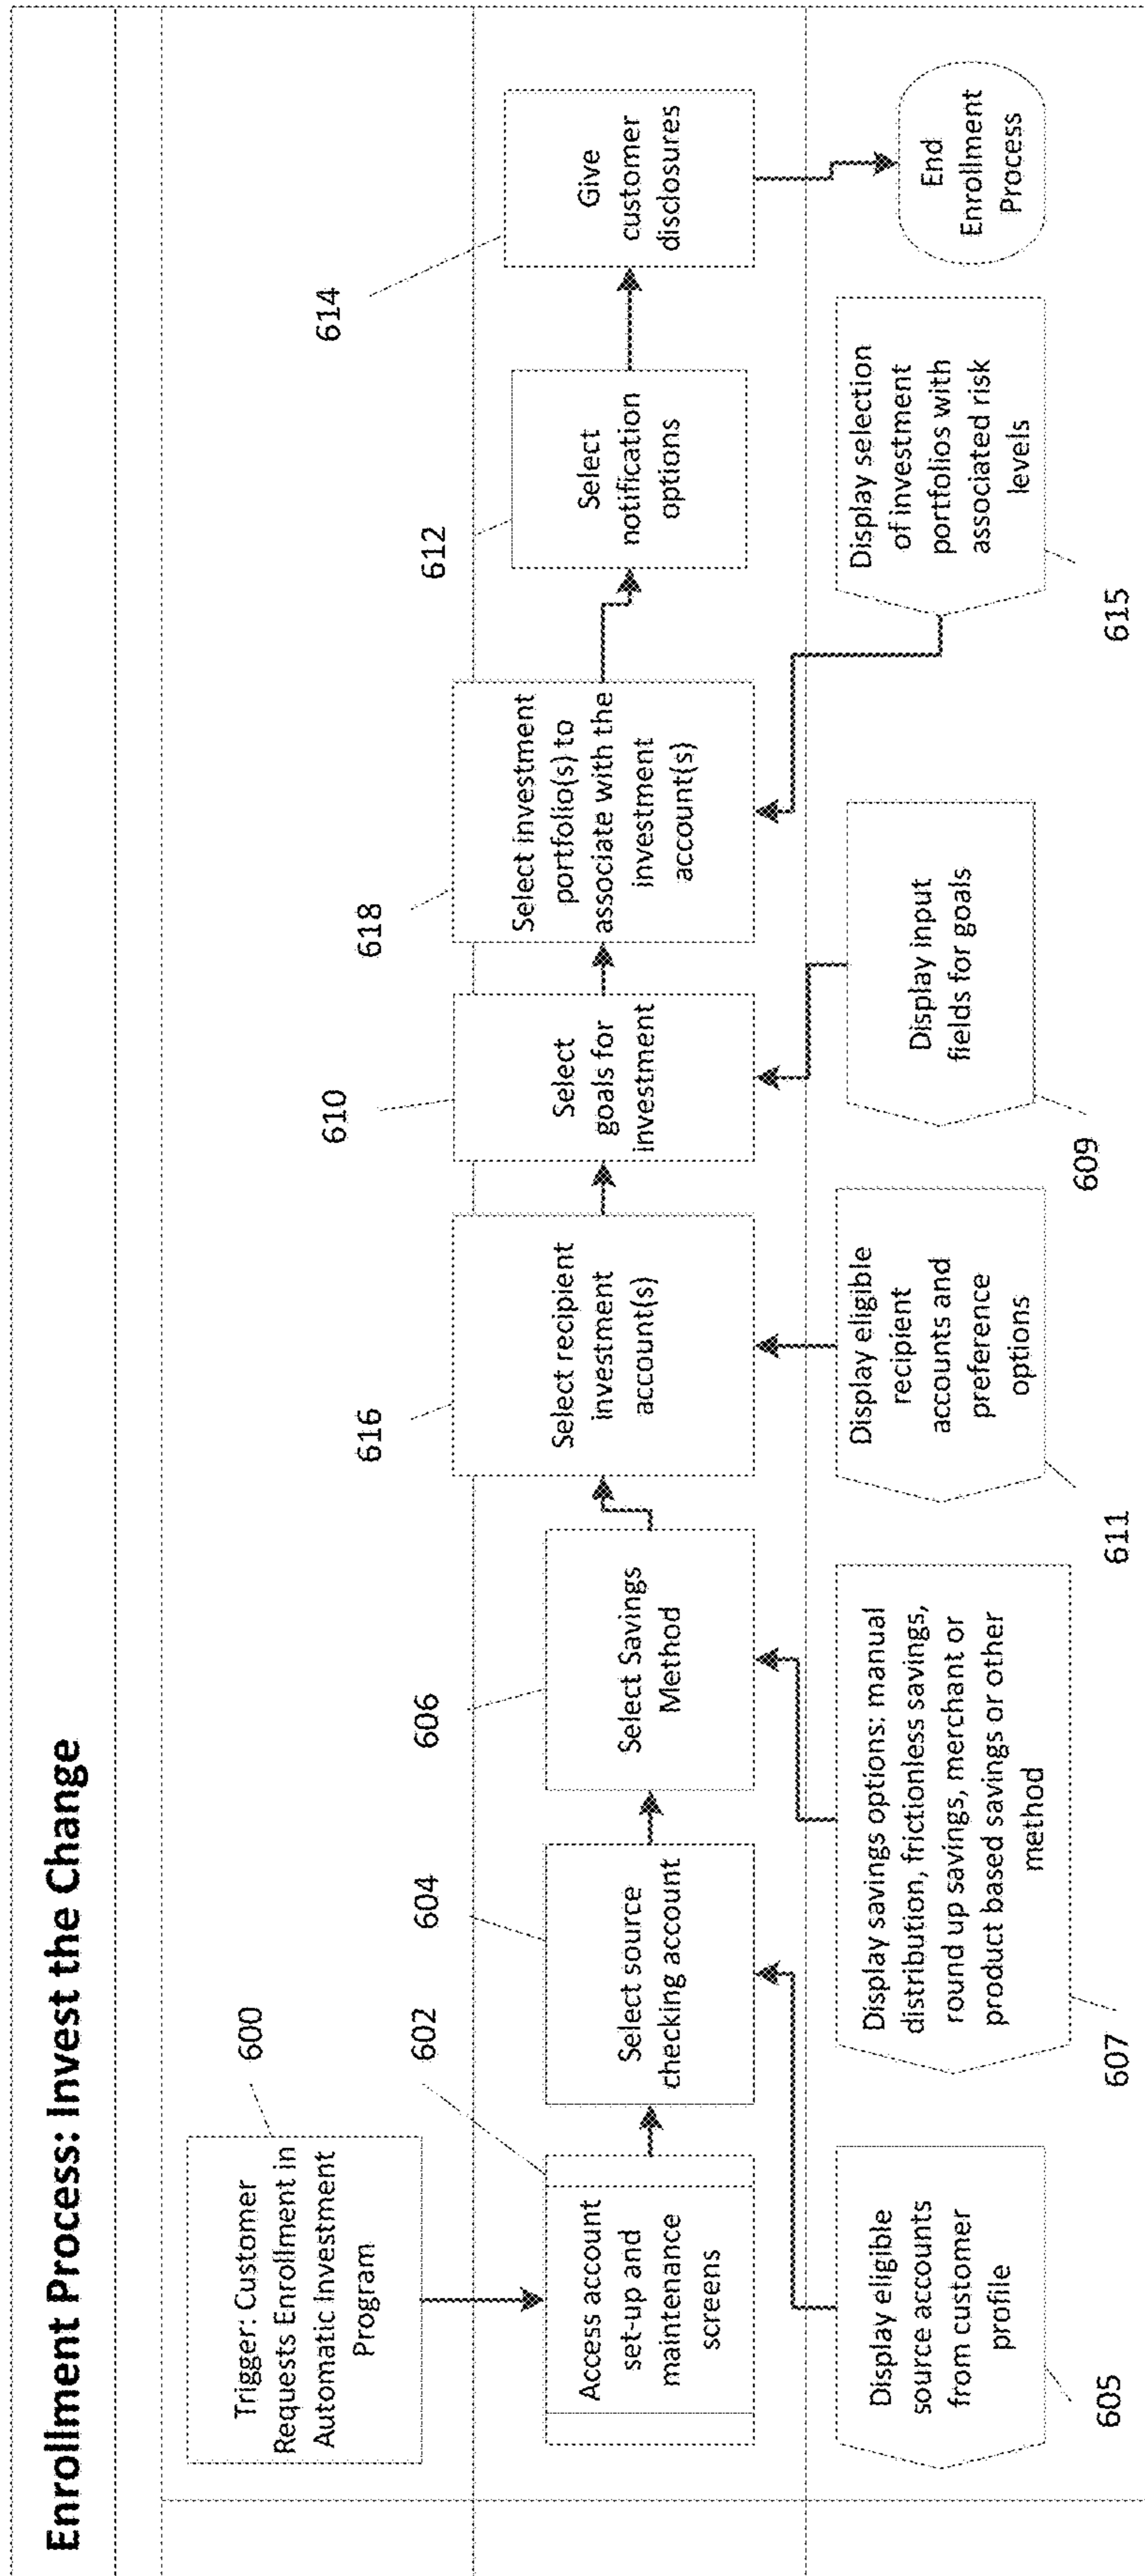 Enrollment Process: Invest the Change
Trigger: Customer
Requests Enrollment in
Automatic Investment
Program
600
602
Access account
set-up and
maintenance
screens
604
Select source
checking account
606
Select Savings
Method
616
Select recipient
investment
account(s)
610
Select
goals for
investment
618
Select investment
portfolio(s) to
associate with the
investment
account(s)
612
Select
notification
options
614
Give
customer
disclosures
Display eligible
source accounts
from customer
profile
605
Display savings options: manual
distribution, frictionless savings,
round up savings, merchant or
product based savings or other
method
607
Display eligible
recipient
accounts and
preference
options
611
Display input
fields for goals
609
Display selection
of investment
portfolios with
associated risk
levels
615
End
Enrollment
Process